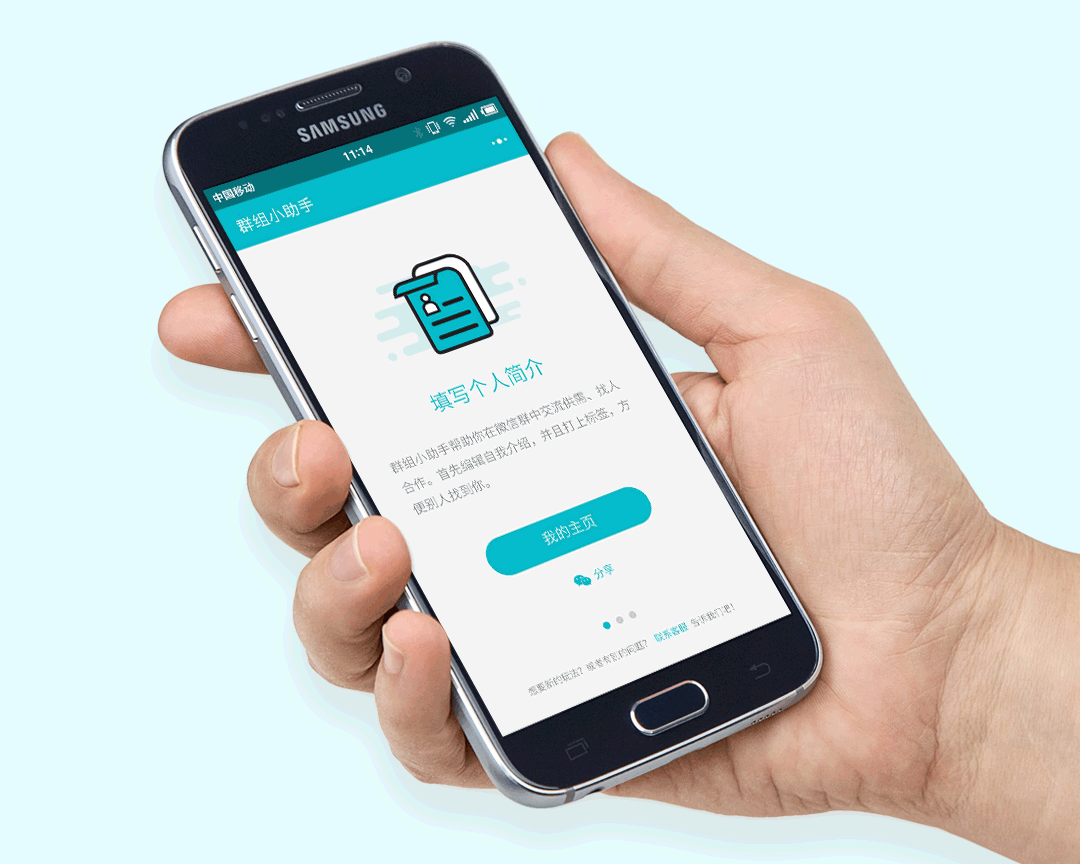 SAMSUNG
中国移动
11:14
群组小助手
填写个人简介
群组小助手帮助你在微信群中交流供需、找人
合作。首先编辑自我介绍，并且打上标签，方
便别人找到你。
我的主页
分享
想要新的玩法？或者有别的问题？ 联系客服 告诉我们吧！